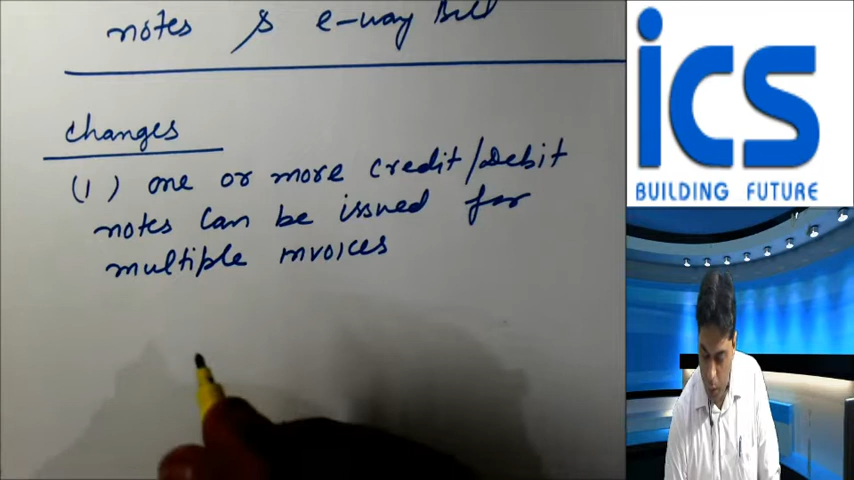 notes & e-way Bill
changes
(1) one or more credit/Debit
notes can be issued for
multiple invoices
iCS
BUILDING FUTURE